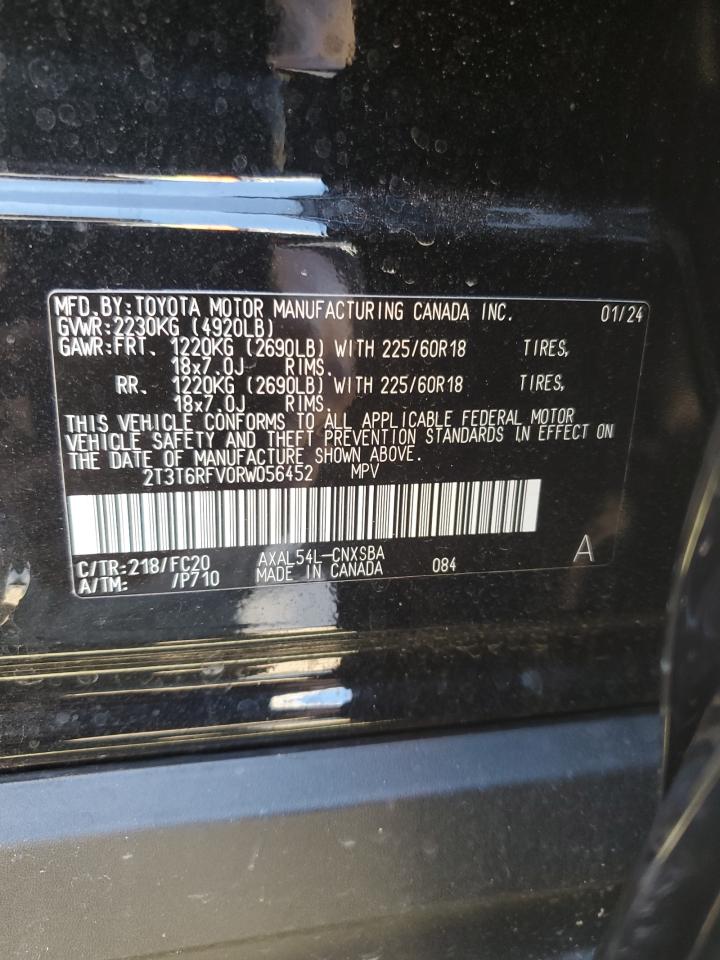 MFD.BY:TOYOTA MOTOR MANUFACTURING CANADA INC. 01/24
GVWR:2230KG (4920LB)
GAWR:FRT. 1220KG (2690LB) WITH 225/60R18 TIRES,
18x7.0J RIMS.
RR. 1220KG (2690LB) WITH 225/60R18 TIRES,
18x7.0J RIMS.
THIS VEHICLE CONFORMS TO ALL APPLICABLE FEDERAL MOTOR
VEHICLE SAFETY AND THEFT PREVENTION STANDARDS IN EFFECT ON
THE DATE OF MANUFACTURE SHOWN ABOVE.
2T3T6RFV0RW056452 MPV
C/TR:218/FC20 AXAL54L-CNXSBA
A/TM: /P710 MADE IN CANADA 084 A